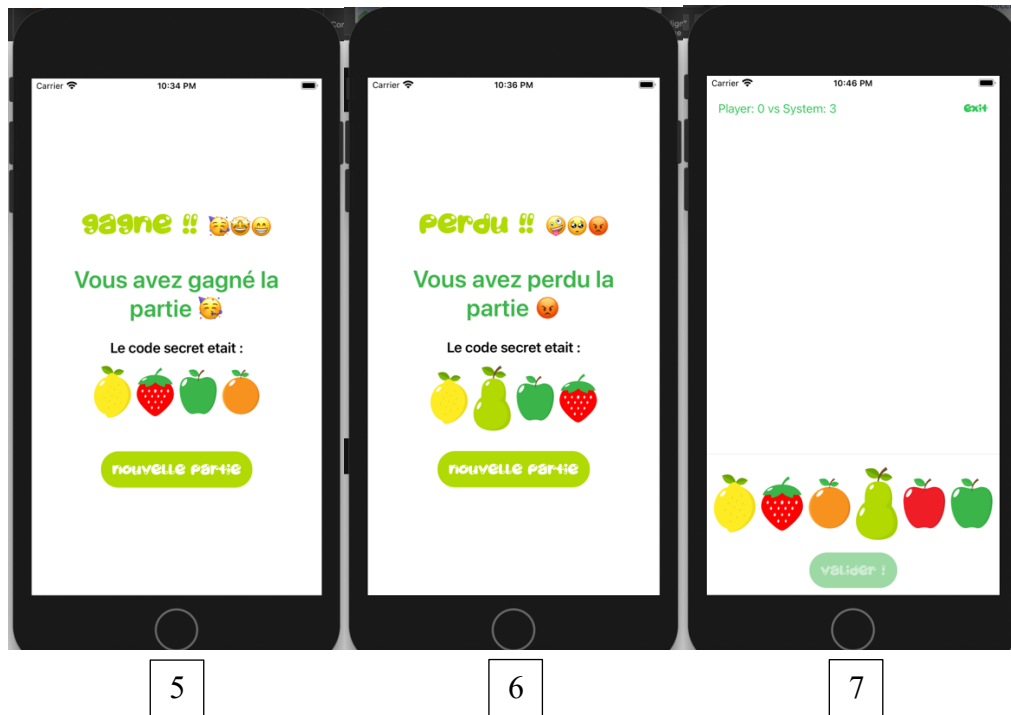 Carrier 10:34 PM
gagne !! 🥳🤩😁
Vous avez gagné la
partie 🥳
Le code secret etait :
nouvelle partie
5
Carrier 10:36 PM
Perdu !! 🤪🥺😡
Vous avez perdu la
partie 😡
Le code secret etait :
nouvelle partie
6
Carrier 10:46 PM
Player: 0 vs System: 3
Exit
valider !
7